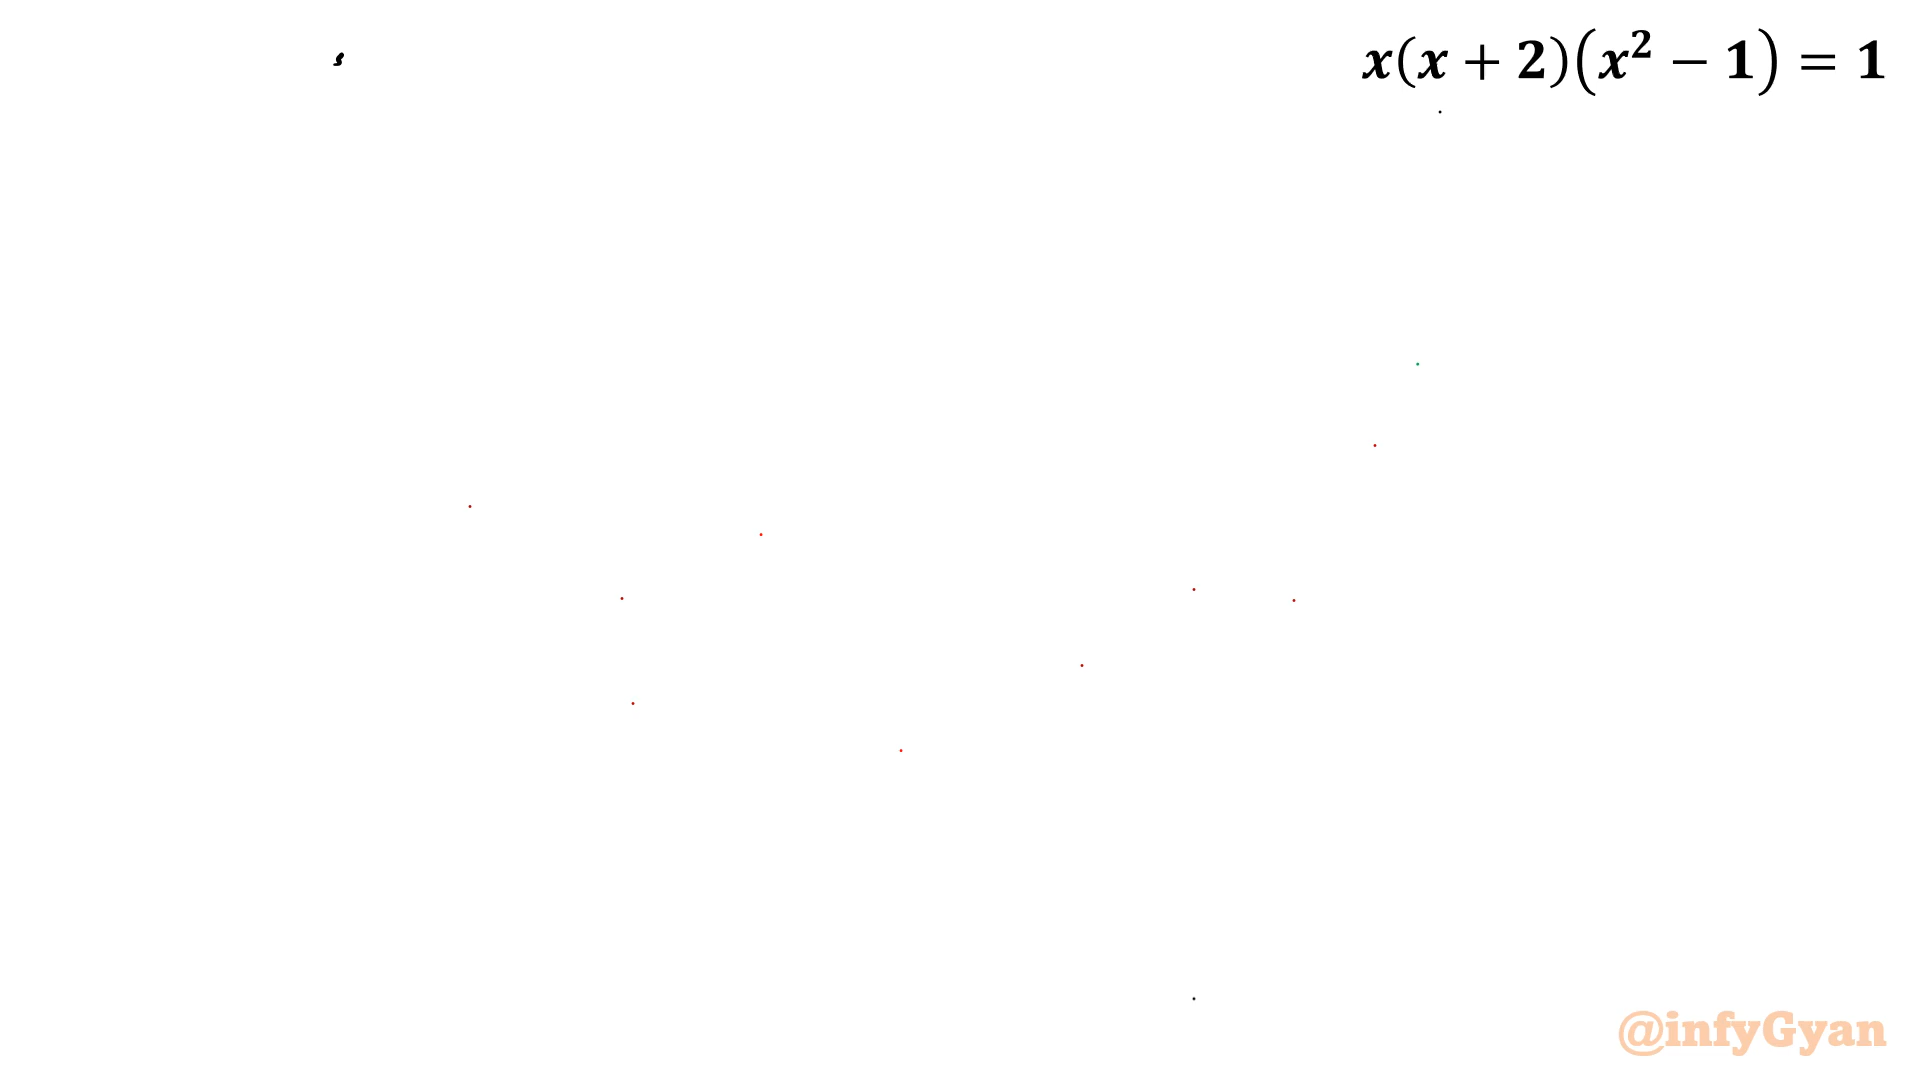 x(x + 2)(x² − 1) = 1
@infyGyan